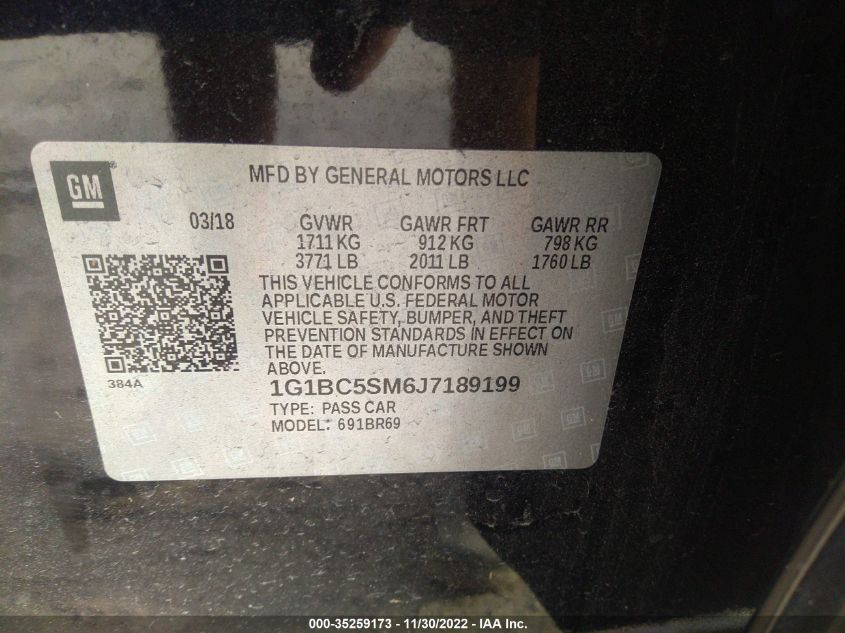 GM
MFD BY GENERAL MOTORS LLC
03/18 GVWR GAWR FRT GAWR RR
1711 KG 912 KG 798 KG
3771 LB 2011 LB 1760 LB
THIS VEHICLE CONFORMS TO ALL
APPLICABLE U.S. FEDERAL MOTOR
VEHICLE SAFETY, BUMPER, AND THEFT
PREVENTION STANDARDS IN EFFECT ON
THE DATE OF MANUFACTURE SHOWN
ABOVE.
384A
1G1BC5SM6J7189199
TYPE: PASS CAR
MODEL: 691BR69
000-35259173 - 11/30/2022 - IAA Inc.